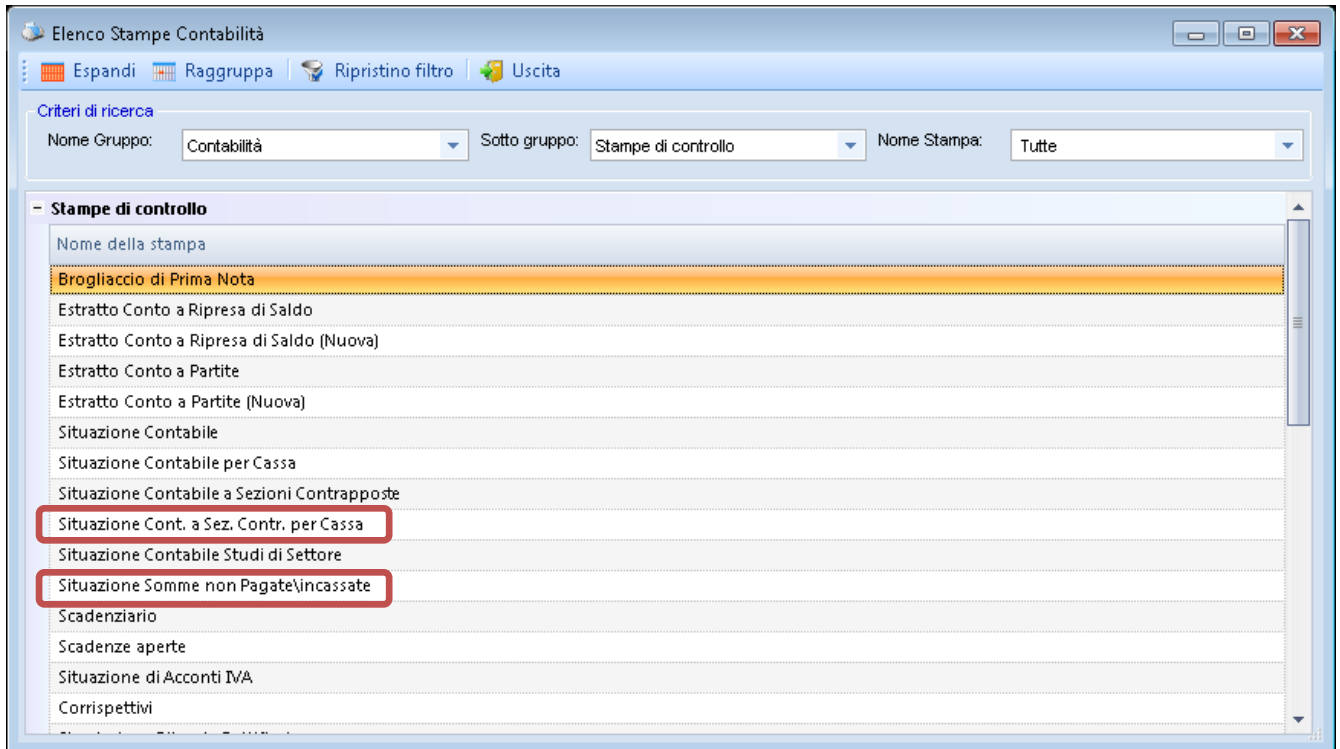 Elenco Stampe Contabilità
Espandi Raggruppa Ripristino filtro Uscita
Criteri di ricerca
Nome Gruppo: Contabilità Sotto gruppo: Stampe di controllo Nome Stampa: Tutte
Stampe di controllo
Nome della stampa
Brogliaccio di Prima Nota
Estratto Conto a Ripresa di Saldo
Estratto Conto a Ripresa di Saldo (Nuova)
Estratto Conto a Partite
Estratto Conto a Partite (Nuova)
Situazione Contabile
Situazione Contabile per Cassa
Situazione Contabile a Sezioni Contrapposte
Situazione Cont. a Sez. Contr. per Cassa
Situazione Contabile Studi di Settore
Situazione Somme non Pagate\incassate
Scadenziario
Scadenze aperte
Situazione di Acconti IVA
Corrispettivi